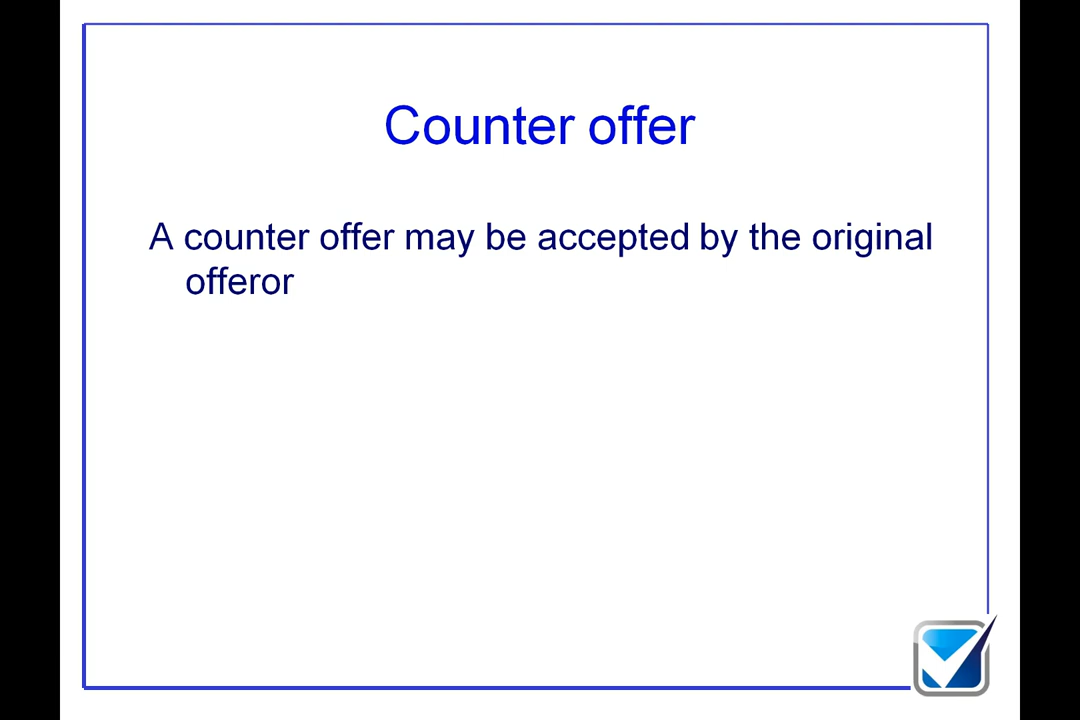 Counter offer
A counter offer may be accepted by the original
offeror